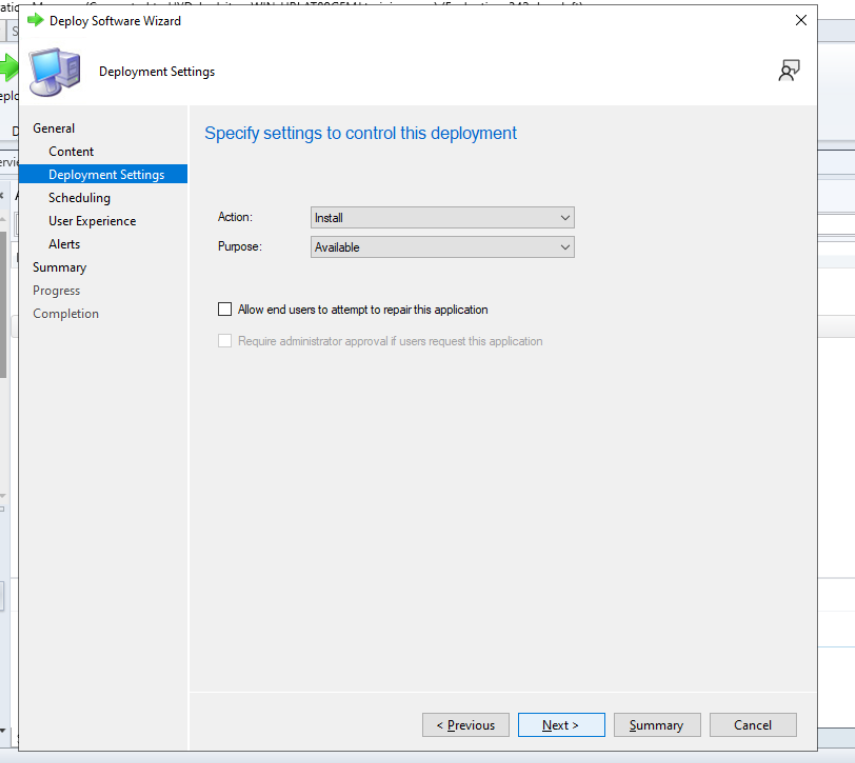 Deploy Software Wizard
Deployment Settings
General
Content
Deployment Settings
Scheduling
User Experience
Alerts
Summary
Progress
Completion
Specify settings to control this deployment
Action: Install
Purpose: Available
Allow end users to attempt to repair this application
Require administrator approval if users request this application
< Previous
Next >
Summary
Cancel